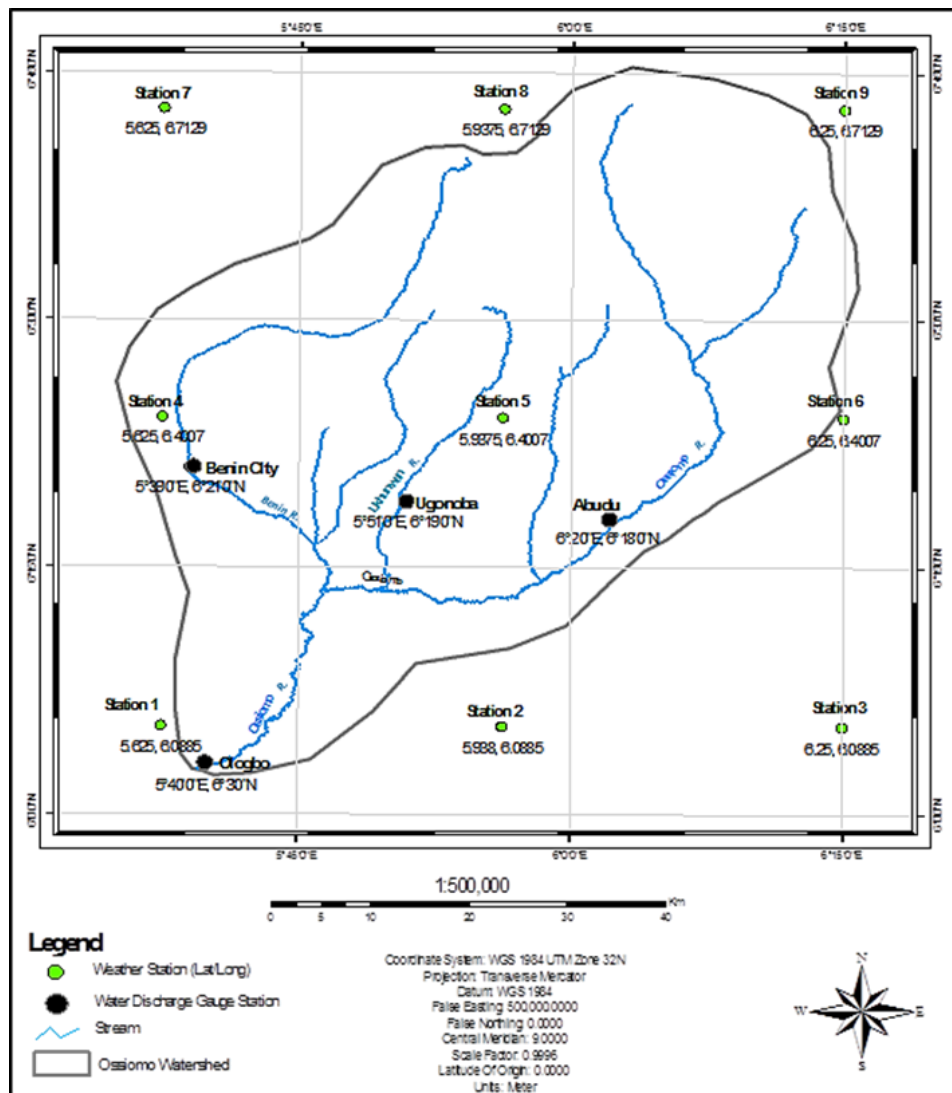 5°45'0"E
6°0'0"E
6°15'0"E
Station 7
5.625, 6.7129
Station 8
5.9375, 6.7129
Station 9
6.25, 6.7129
Station 4
5.625, 6.4007
Station 5
5.9375, 6.4007
Station 6
6.25, 6.4007
Benin City
5°39'0"E, 6°21'0"N
Benin R.
R.
Ugonoba
5°51'0"E, 6°19'0"N
Abudu
6°2'0"E, 6°18'0"N
Ossiomo R.
Station 1
5.625, 6.0885
Ossiomo R.
Station 2
5.938, 6.0885
Station 3
6.25, 6.0885
Ologbo
5°40'0"E, 6°3'0"N
5°45'0"E
6°0'0"E
6°15'0"E
1:500,000
Km
0 5 10 20 30 40
Legend
Weather Station (Lat/Long)
Water Discharge Gauge Station
Stream
Ossiomo Watershed
Coordinate System: WGS 1984 UTM Zone 32N
Projection: Transverse Mercator
Datum: WGS 1984
False Easting: 500,000.0000
False Northing: 0.0000
Central Meridian: 9.0000
Scale Factor: 0.9996
Latitude Of Origin: 0.0000
Units: Meter
N
W
E
S